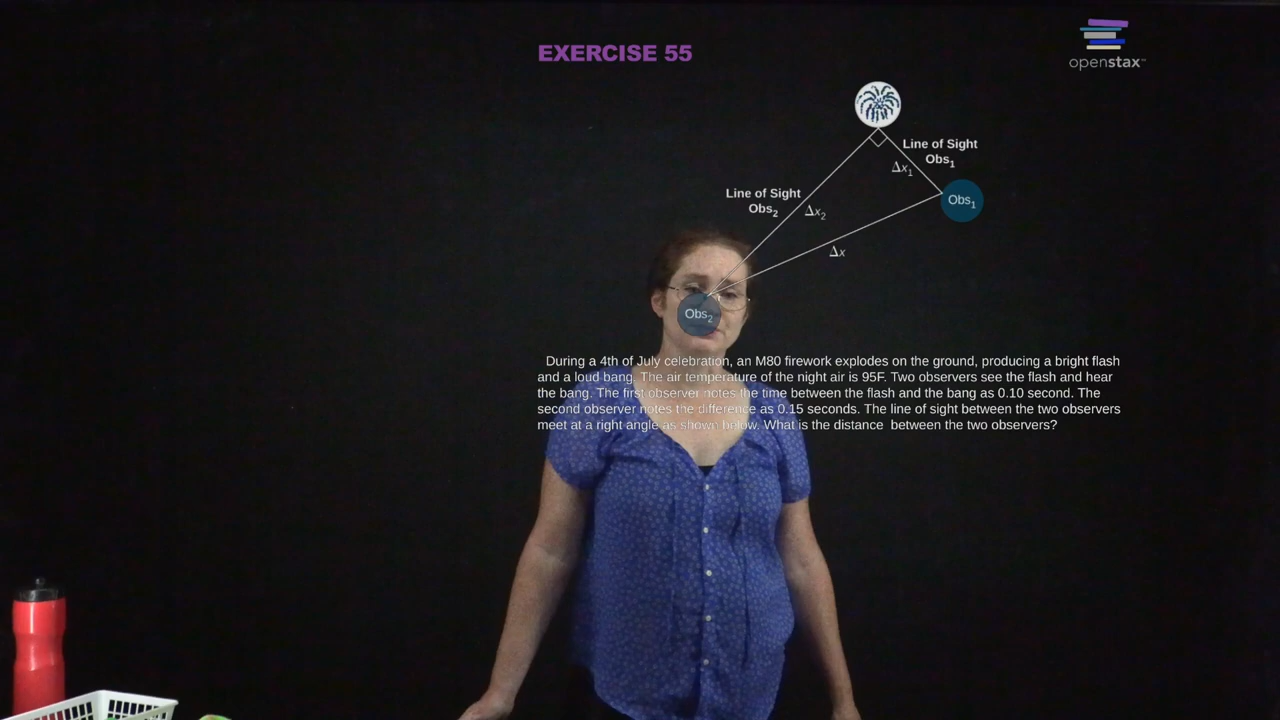 EXERCISE 55
openstax™
Line of Sight
Obs₁
Δx₁
Line of Sight
Obs₂
Δx₂
Obs₁
Δx
Obs₂
During a 4th of July celebration, an M80 firework explodes on the ground, producing a bright flash
and a loud bang. The air temperature of the night air is 95F. Two observers see the flash and hear
the bang. The first observer notes the time between the flash and the bang as 0.10 second. The
second observer notes the difference as 0.15 seconds. The line of sight between the two observers
meet at a right angle as shown below. What is the distance between the two observers?